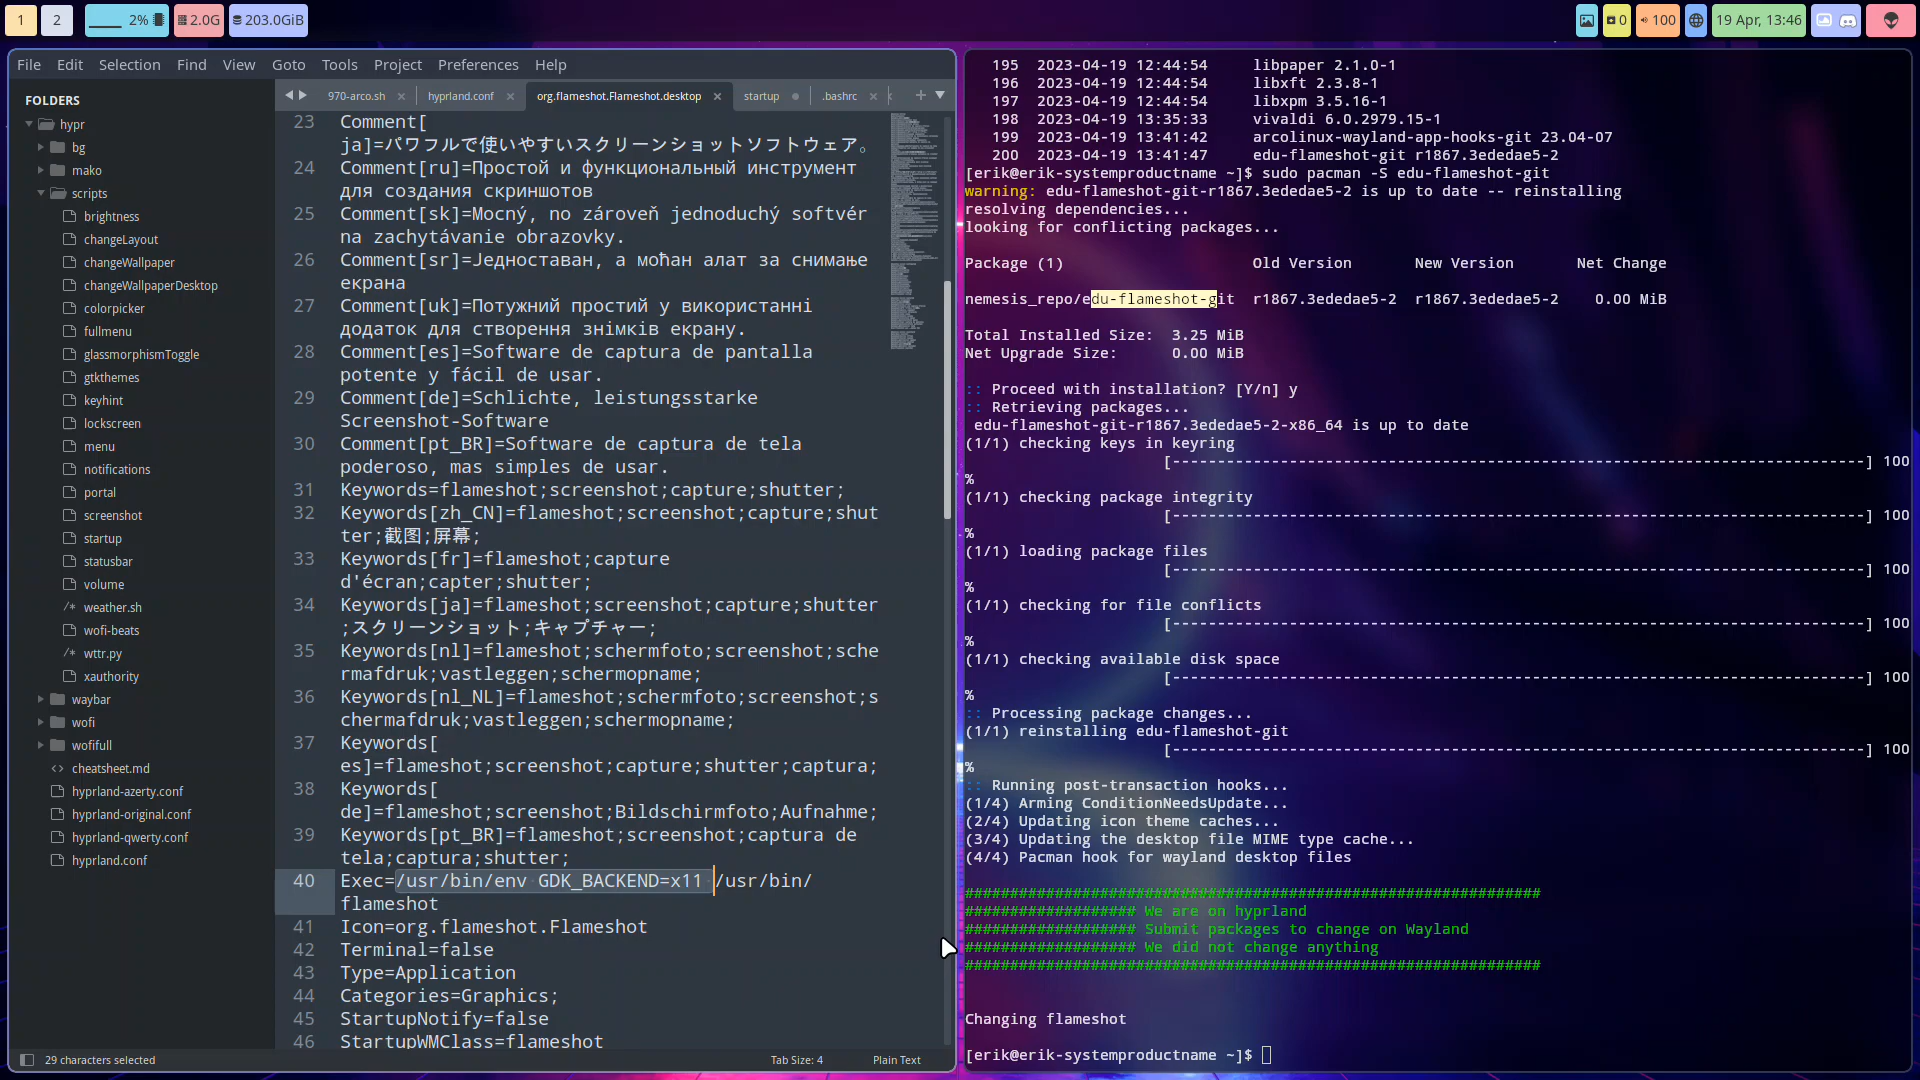 1
2
2%
2.0G
203.0GiB
0
100
19 Apr, 13:46
File Edit Selection Find View Goto Tools Project Preferences Help
FOLDERS
hypr
bg
mako
scripts
brightness
changeLayout
changeWallpaper
changeWallpaperDesktop
colorpicker
fullmenu
glassmorphismToggle
gtkthemes
keyhint
lockscreen
menu
notifications
portal
screenshot
startup
statusbar
volume
/* weather.sh
wofi-beats
/* wttr.py
xauthority
waybar
wofi
wofifull
<> cheatsheet.md
hyprland-azerty.conf
hyprland-original.conf
hyprland-qwerty.conf
hyprland.conf
970-arco.sh × hyprland.conf × org.flameshot.Flameshot.desktop × startup .bashrc ×
23 Comment[
ja]=パワフルで使いやすいスクリーンショットソフトウェア。
24 Comment[ru]=Простой и функциональный инструмент
для создания скриншотов
25 Comment[sk]=Mocný, no zároveň jednoduchý softvér
na zachytávanie obrazovky.
26 Comment[sr]=Једноставан, а моћан алат за снимање
екрана
27 Comment[uk]=Потужний простий у використанні
додаток для створення знімків екрану.
28 Comment[es]=Software de captura de pantalla
potente y fácil de usar.
29 Comment[de]=Schlichte, leistungsstarke
Screenshot-Software
30 Comment[pt_BR]=Software de captura de tela
poderoso, mas simples de usar.
31 Keywords=flameshot;screenshot;capture;shutter;
32 Keywords[zh_CN]=flameshot;screenshot;capture;shut
ter;截图;屏幕;
33 Keywords[fr]=flameshot;capture
d'écran;capter;shutter;
34 Keywords[ja]=flameshot;screenshot;capture;shutter
;スクリーンショット;キャプチャー;
35 Keywords[nl]=flameshot;schermfoto;screenshot;sche
rmafdruk;vastleggen;schermopname;
36 Keywords[nl_NL]=flameshot;schermfoto;screenshot;s
chermafdruk;vastleggen;schermopname;
37 Keywords[
es]=flameshot;screenshot;capture;shutter;captura;
38 Keywords[
de]=flameshot;screenshot;Bildschirmfoto;Aufnahme;
39 Keywords[pt_BR]=flameshot;screenshot;captura de
tela;captura;shutter;
40 Exec=/usr/bin/env GDK_BACKEND=x11 /usr/bin/
flameshot
41 Icon=org.flameshot.Flameshot
42 Terminal=false
43 Type=Application
44 Categories=Graphics;
45 StartupNotify=false
46 StartupWMClass=flameshot
29 characters selected
Tab Size: 4
Plain Text
195 2023-04-19 12:44:54 libpaper 2.1.0-1
196 2023-04-19 12:44:54 libxft 2.3.8-1
197 2023-04-19 12:44:54 libxpm 3.5.16-1
198 2023-04-19 13:35:33 vivaldi 6.0.2979.15-1
199 2023-04-19 13:41:42 arcolinux-wayland-app-hooks-git 23.04-07
200 2023-04-19 13:41:47 edu-flameshot-git r1867.3ededae5-2
[erik@erik-systemproductname ~]$ sudo pacman -S edu-flameshot-git
warning: edu-flameshot-git-r1867.3ededae5-2 is up to date -- reinstalling
resolving dependencies...
looking for conflicting packages...
Package (1) Old Version New Version Net Change
nemesis_repo/edu-flameshot-git r1867.3ededae5-2 r1867.3ededae5-2 0.00 MiB
Total Installed Size: 3.25 MiB
Net Upgrade Size: 0.00 MiB
:: Proceed with installation? [Y/n] y
:: Retrieving packages...
edu-flameshot-git-r1867.3ededae5-2-x86_64 is up to date
(1/1) checking keys in keyring
[-----------------------------------------------------------------------------] 100
%
(1/1) checking package integrity
[-----------------------------------------------------------------------------] 100
%
(1/1) loading package files
[-----------------------------------------------------------------------------] 100
%
(1/1) checking for file conflicts
[-----------------------------------------------------------------------------] 100
%
(1/1) checking available disk space
[-----------------------------------------------------------------------------] 100
%
:: Processing package changes...
(1/1) reinstalling edu-flameshot-git
[-----------------------------------------------------------------------------] 100
%
:: Running post-transaction hooks...
(1/4) Arming ConditionNeedsUpdate...
(2/4) Updating icon theme caches...
(3/4) Updating the desktop file MIME type cache...
(4/4) Pacman hook for wayland desktop files
################################################################
################### We are on hyprland
################### Submit packages to change on Wayland
################### We did not change anything
################################################################
Changing flameshot
[erik@erik-systemproductname ~]$